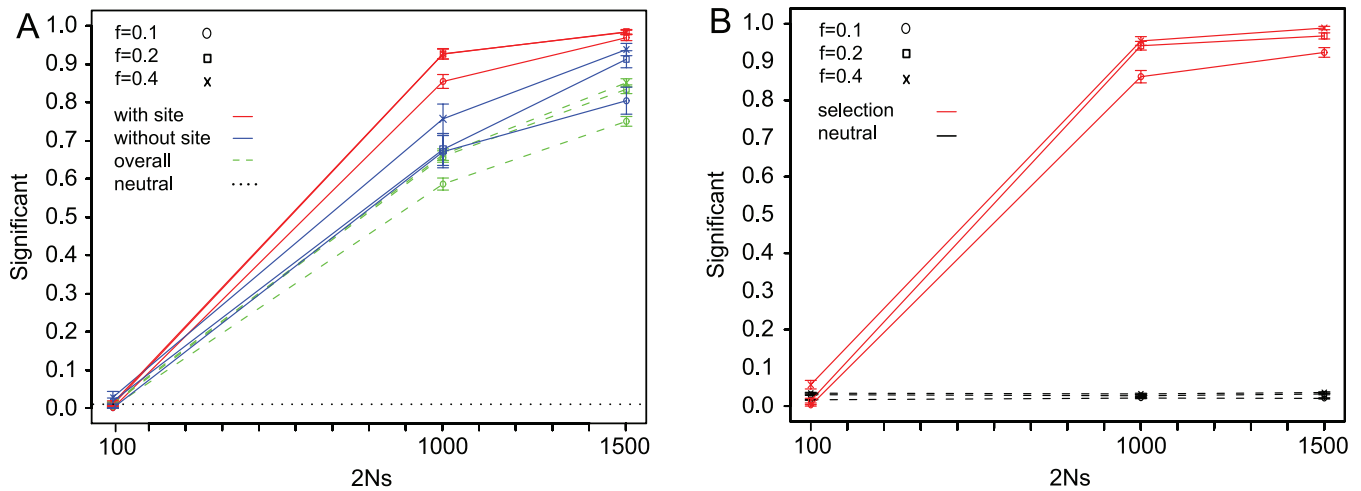 A
f=0.1
f=0.2
f=0.4
with site
without site
overall
neutral
1.0
0.9
0.8
0.7
0.6
0.5
0.4
0.3
0.2
0.1
0.0
Significant
100
1000
1500
2Ns
B
f=0.1
f=0.2
f=0.4
selection
neutral
1.0
0.9
0.8
0.7
0.6
0.5
0.4
0.3
0.2
0.1
0.0
Significant
100
1000
1500
2Ns